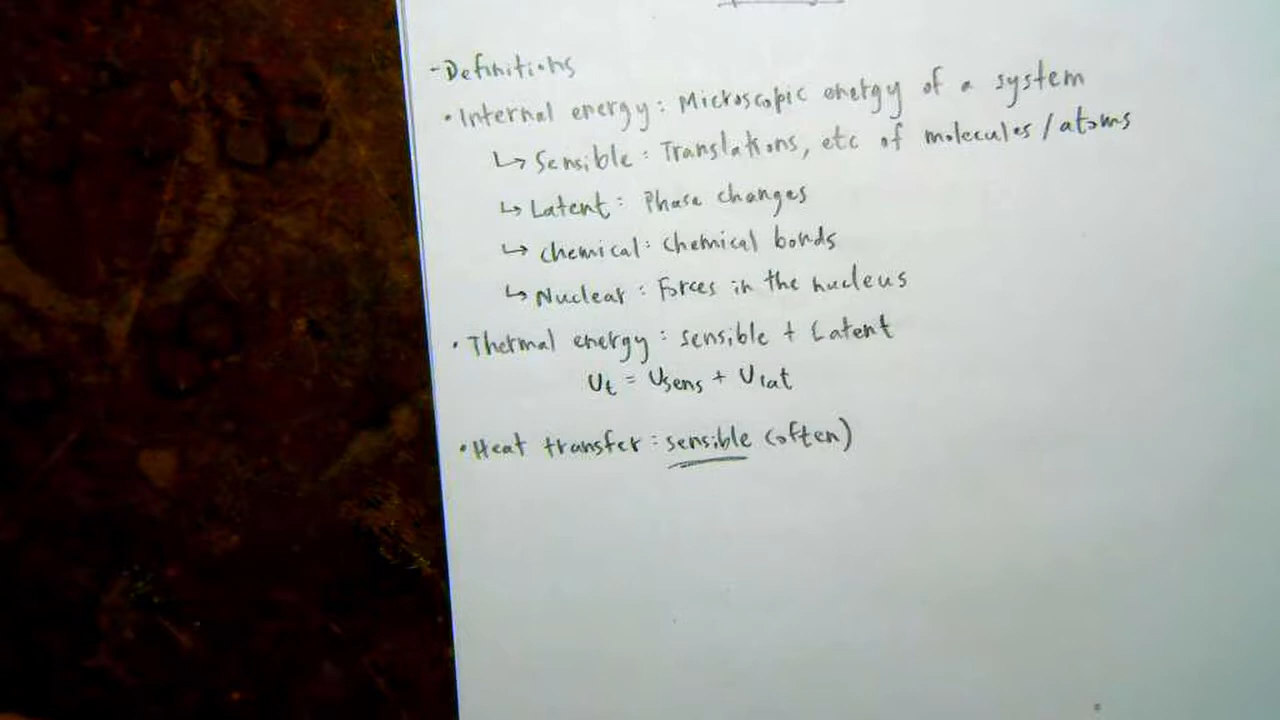 - Definitions
• Internal energy: Microscopic energy of a system
↳ Sensible: Translations, etc of molecules/atoms
↳ Latent: Phase changes
↳ chemical: chemical bonds
↳ Nuclear: Forces in the nucleus
• Thermal energy: sensible + Latent
Ut = Usens + Ulat
• Heat transfer: sensible (often)